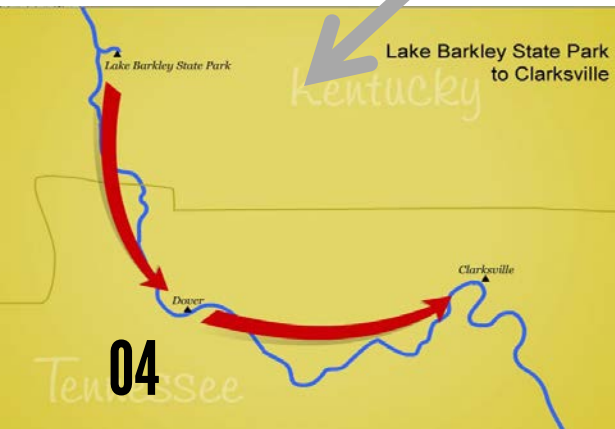 Lake Barkley State Park
to Clarksville
Lake Barkley State Park
Kentucky
Clarksville
Dover
04
Tennessee